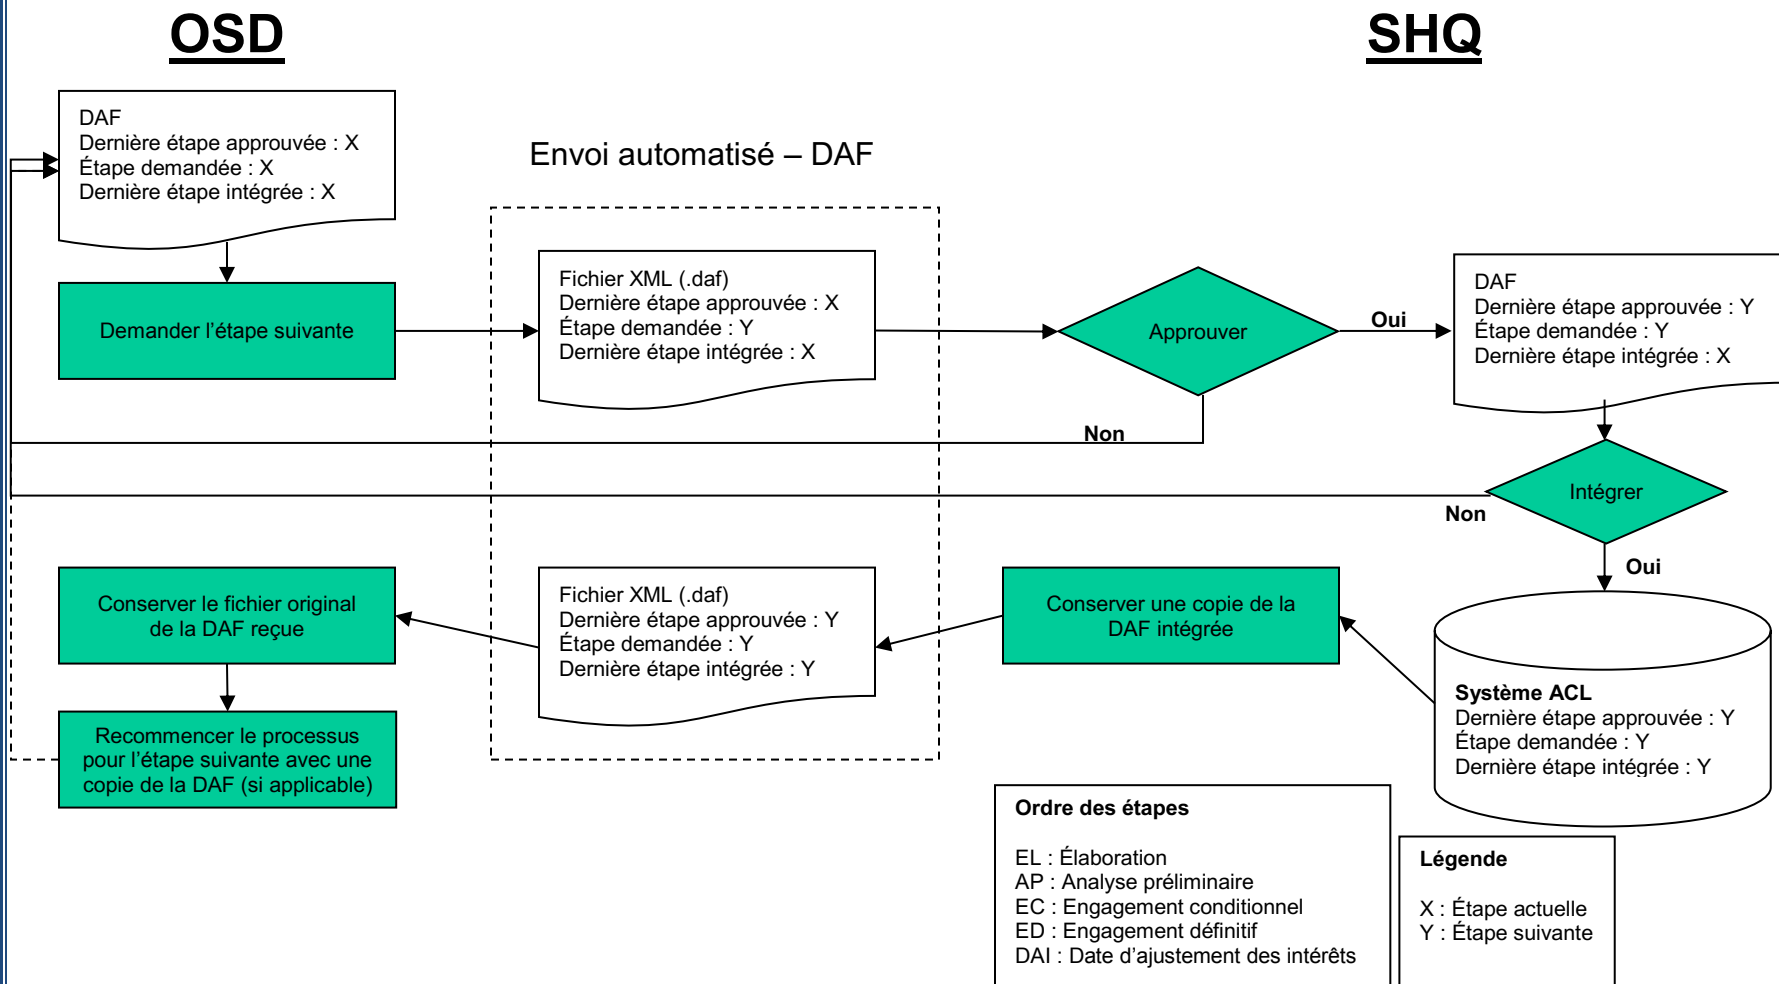 OSD
SHQ
DAF
Dernière étape approuvée : X
Étape demandée : X
Dernière étape intégrée : X
Envoi automatisé – DAF
Demander l’étape suivante
Fichier XML (.daf)
Dernière étape approuvée : X
Étape demandée : Y
Dernière étape intégrée : X
Approuver
Oui
DAF
Dernière étape approuvée : Y
Étape demandée : Y
Dernière étape intégrée : X
Non
Intégrer
Non
Oui
Conserver le fichier original
de la DAF reçue
Fichier XML (.daf)
Dernière étape approuvée : Y
Étape demandée : Y
Dernière étape intégrée : Y
Conserver une copie de la
DAF intégrée
Système ACL
Dernière étape approuvée : Y
Étape demandée : Y
Dernière étape intégrée : Y
Recommencer le processus
pour l’étape suivante avec une
copie de la DAF (si applicable)
Ordre des étapes
EL : Élaboration
AP : Analyse préliminaire
EC : Engagement conditionnel
ED : Engagement définitif
DAI : Date d’ajustement des intérêts
Légende
X : Étape actuelle
Y : Étape suivante